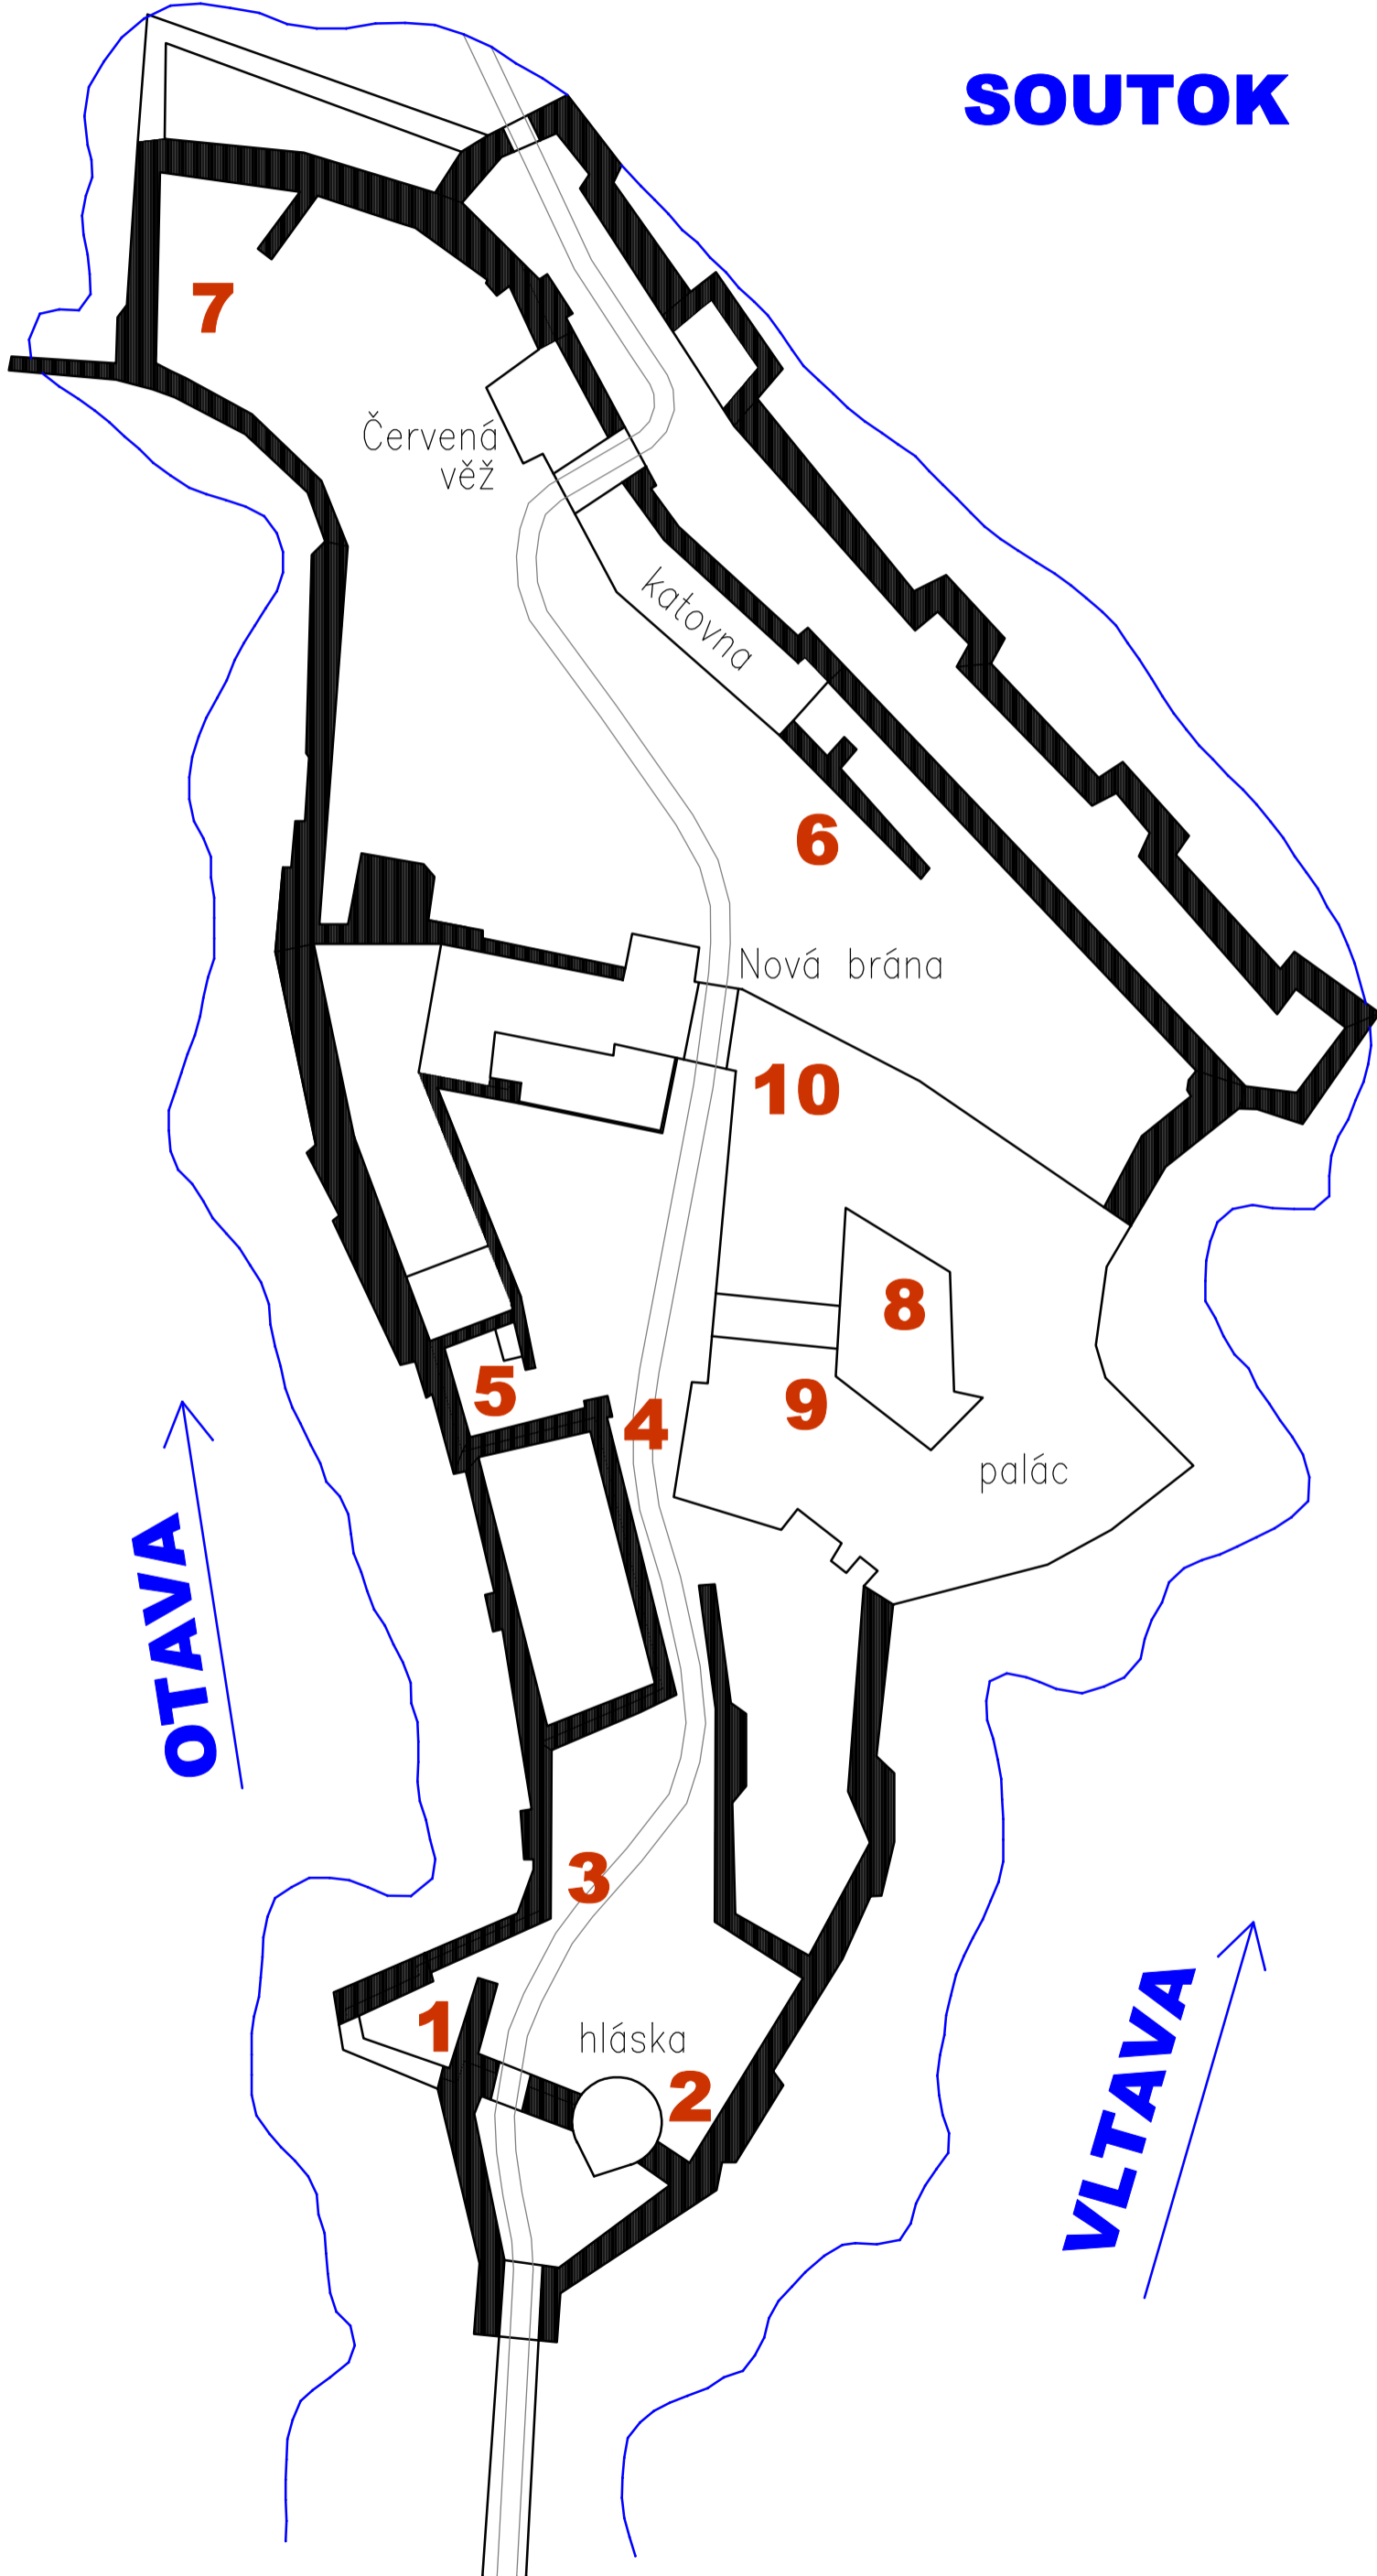 SOUTOK
7
Červená
věž
katovna
6
Nová brána
10
8
5
9
4
palác
OTAVA
3
1
hláska
2
VLTAVA